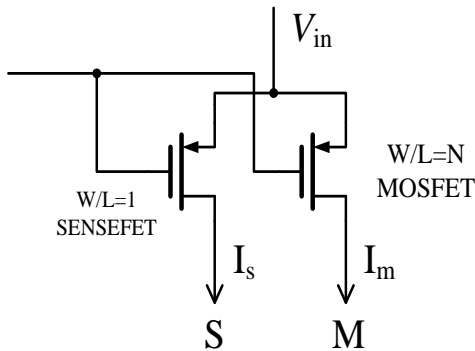 V_in
W/L=1
SENSEFET
W/L=N
MOSFET
I_s
I_m
S
M